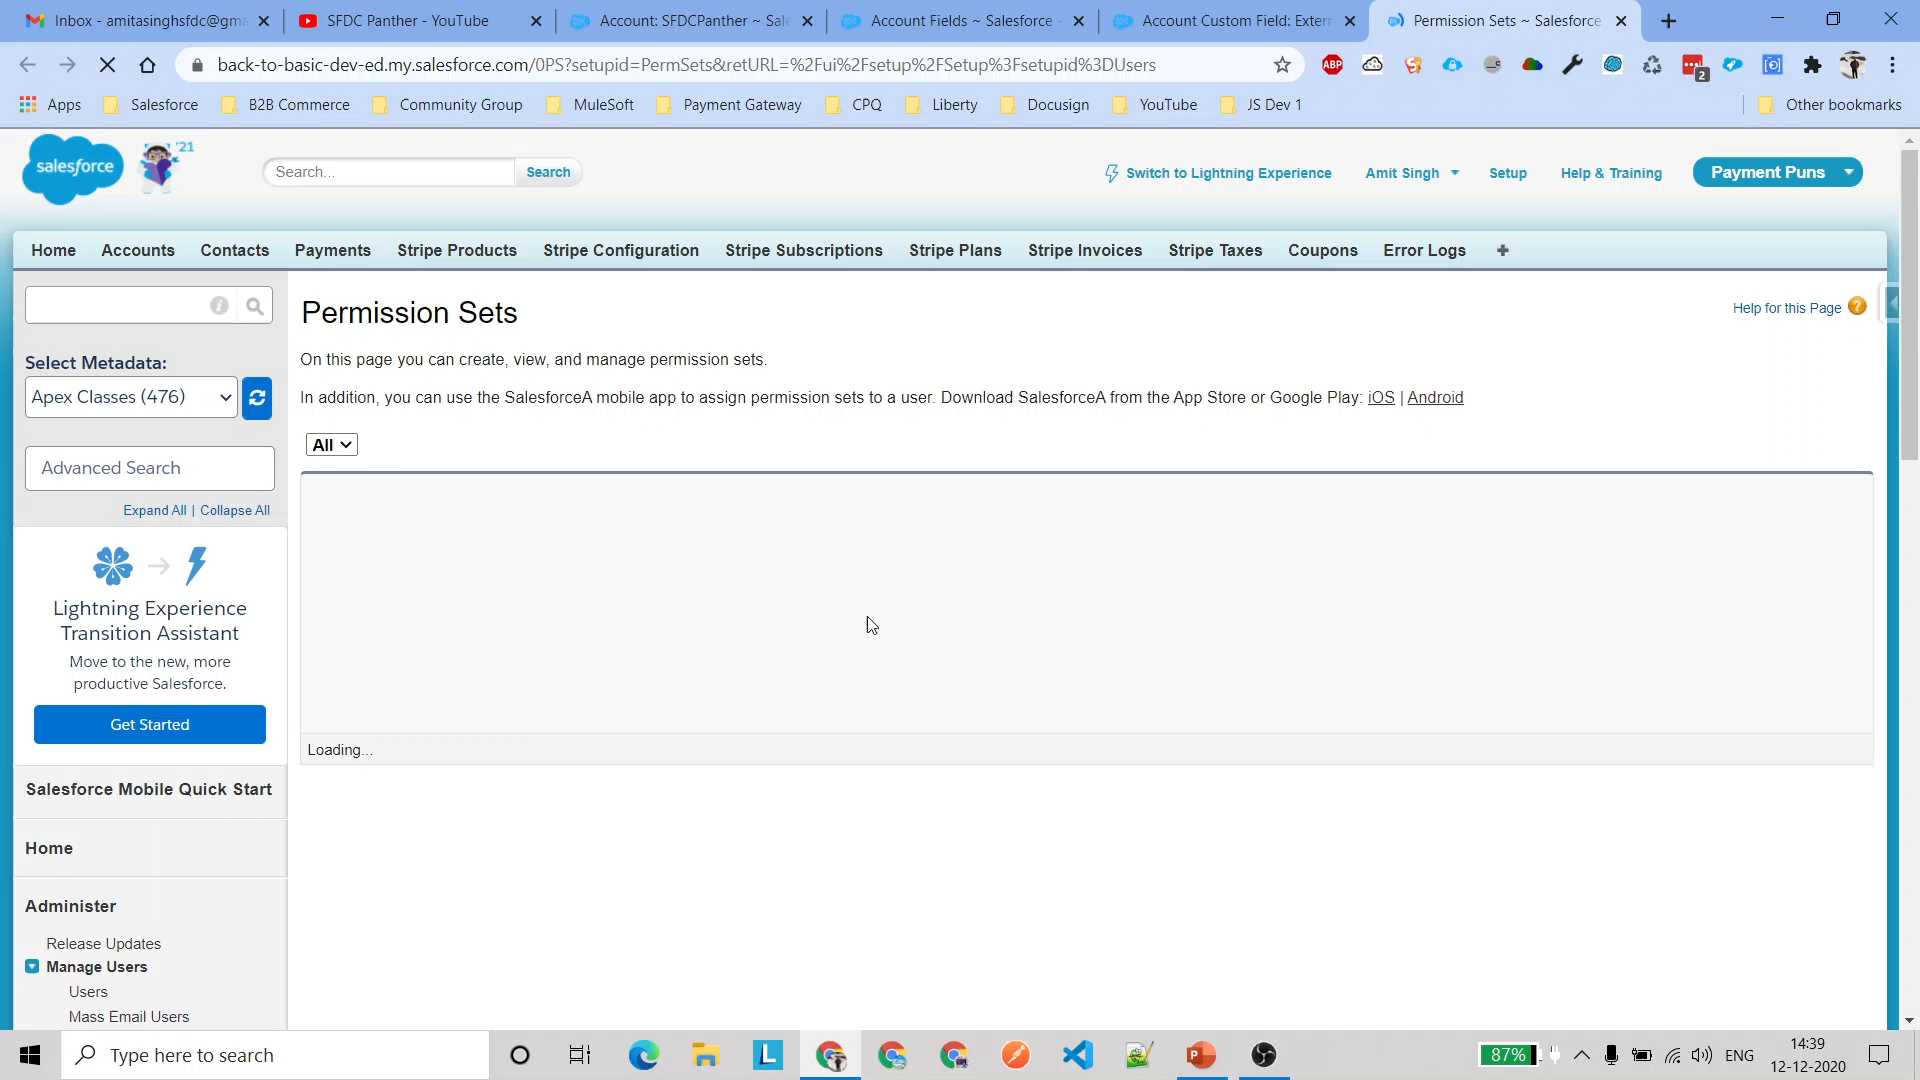 Inbox - amitasinghsfdc@gma
SFDC Panther - YouTube
Account: SFDCPanther ~ Sale
Account Fields ~ Salesforce -
Account Custom Field: Extern
Permission Sets ~ Salesforce
back-to-basic-dev-ed.my.salesforce.com/0PS?setupid=PermSets&retURL=%2Fui%2Fsetup%2FSetup%3Fsetupid%3DUsers
ABP
2
Apps
Salesforce
B2B Commerce
Community Group
MuleSoft
Payment Gateway
CPQ
Liberty
Docusign
YouTube
JS Dev 1
Other bookmarks
salesforce
'21
Search...
Search
Switch to Lightning Experience
Amit Singh
Setup
Help & Training
Payment Puns
Home
Accounts
Contacts
Payments
Stripe Products
Stripe Configuration
Stripe Subscriptions
Stripe Plans
Stripe Invoices
Stripe Taxes
Coupons
Error Logs
Select Metadata:
Apex Classes (476)
Advanced Search
Expand All | Collapse All
Lightning Experience
Transition Assistant
Move to the new, more
productive Salesforce.
Get Started
Salesforce Mobile Quick Start
Home
Administer
Release Updates
Manage Users
Users
Mass Email Users
Permission Sets
Help for this Page
On this page you can create, view, and manage permission sets.
In addition, you can use the SalesforceA mobile app to assign permission sets to a user. Download SalesforceA from the App Store or Google Play: iOS | Android
All
Loading...
Type here to search
87%
ENG
14:39
12-12-2020